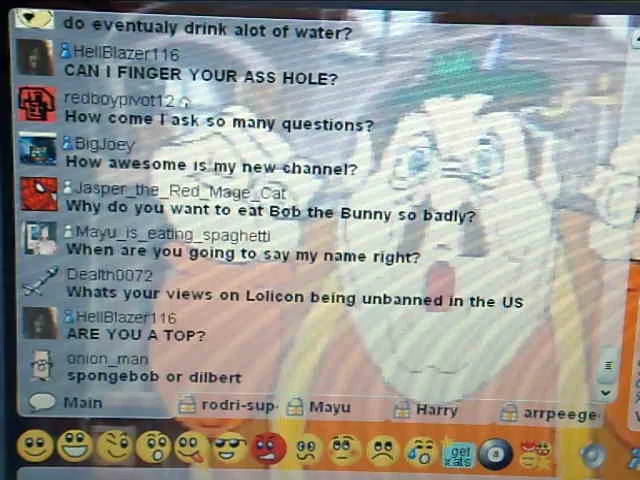 do eventualy drink alot of water?
HellBlazer116
CAN I FINGER YOUR ASS HOLE?
redboypivot12
How come I ask so many questions?
BigJoey
How awesome is my new channel?
Jasper_the_Red_Mage_Cat
Why do you want to eat Bob the Bunny so badly?
Mayu_is_eating_spaghetti
When are you going to say my name right?
Dealth0072
Whats your views on Lolicon being unbanned in the US
HellBlazer116
ARE YOU A TOP?
onion_man
spongebob or dilbert
Main rodri-sup- Mayu Harry arrpeege
get xats